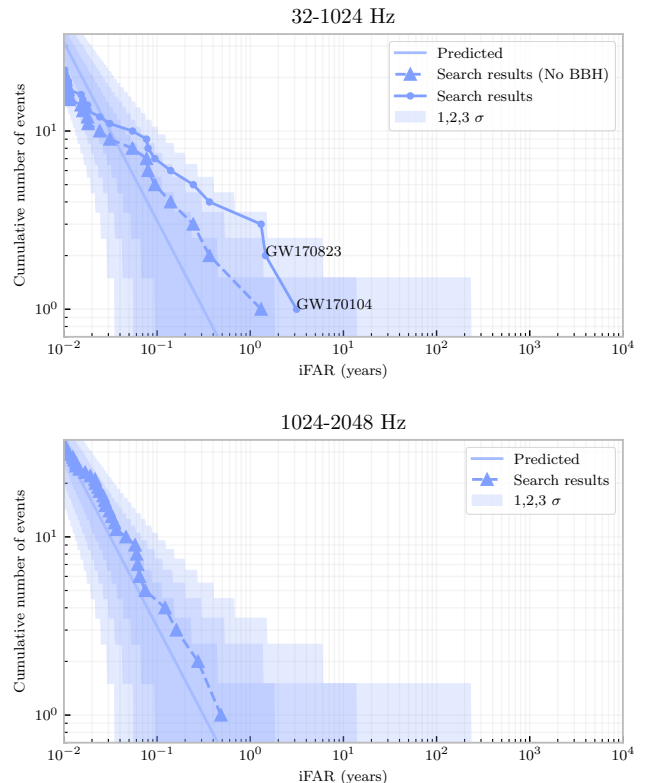 32-1024 Hz
Cumulative number of events
10¹
10⁰
Predicted
Search results (No BBH)
Search results
1,2,3 σ
GW170823
GW170104
10⁻² 10⁻¹ 10⁰ 10¹ 10² 10³ 10⁴
iFAR (years)
1024-2048 Hz
Cumulative number of events
10¹
10⁰
Predicted
Search results
1,2,3 σ
10⁻² 10⁻¹ 10⁰ 10¹ 10² 10³ 10⁴
iFAR (years)